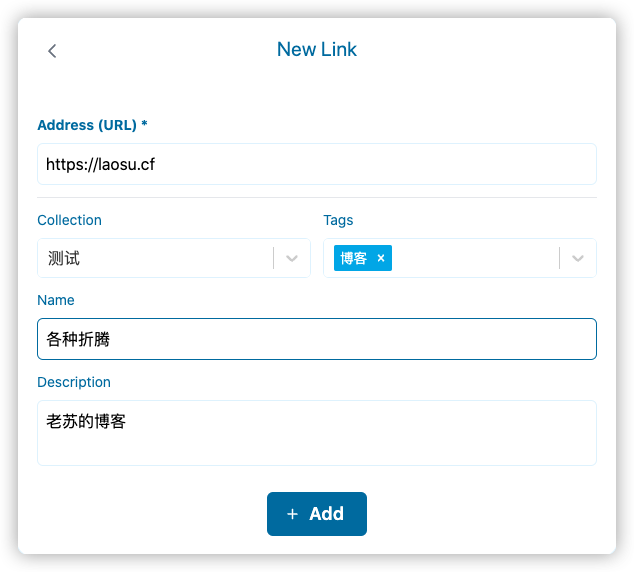 New Link
Address (URL) *
https://laosu.cf
Collection
Tags
测试
博客 ×
Name
各种折腾
Description
老苏的博客
+ Add